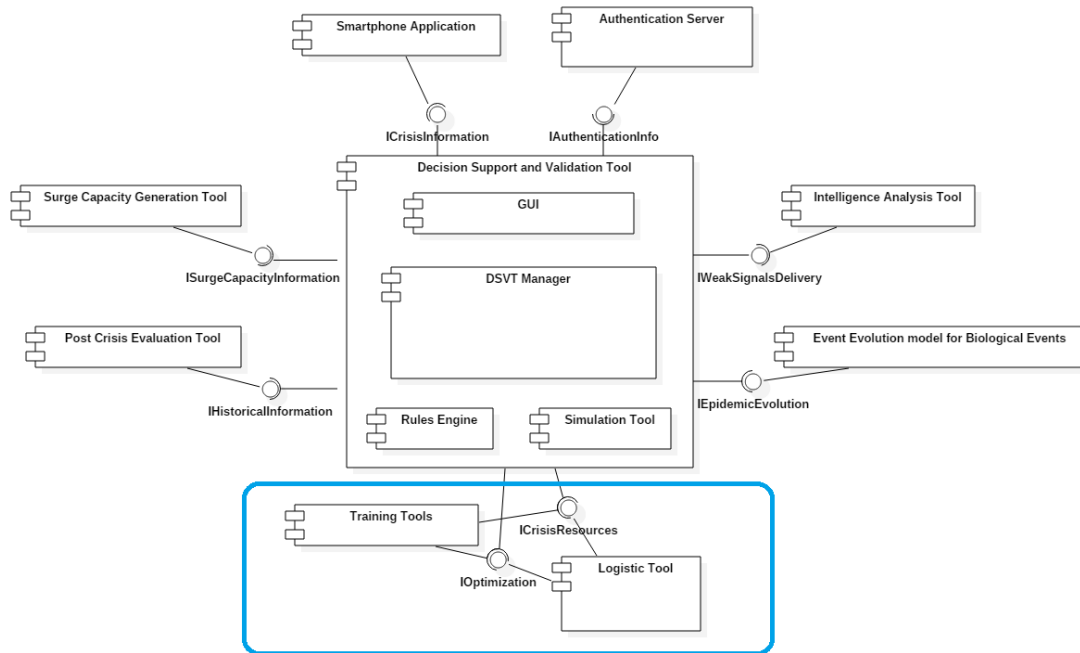 Smartphone Application
Authentication Server
ICrisisInformation
IAuthenticationInfo
Decision Support and Validation Tool
Surge Capacity Generation Tool
GUI
Intelligence Analysis Tool
ISurgeCapacityInformation
IWeakSignalsDelivery
DSVT Manager
Post Crisis Evaluation Tool
Event Evolution model for Biological Events
IHistoricalInformation
IEpidemicEvolution
Rules Engine
Simulation Tool
Training Tools
ICrisisResources
Logistic Tool
IOptimization